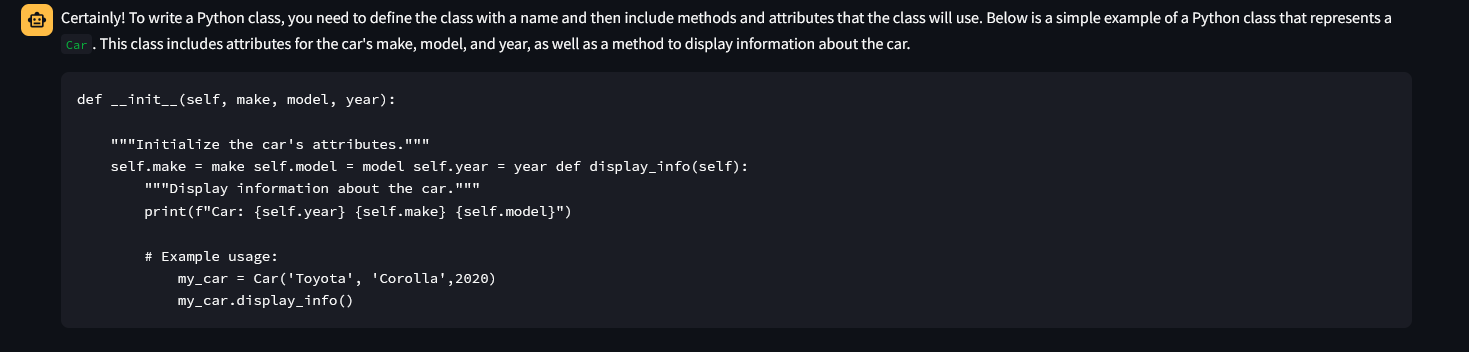 Certainly! To write a Python class, you need to define the class with a name and then include methods and attributes that the class will use. Below is a simple example of a Python class that represents a
Car. This class includes attributes for the car's make, model, and year, as well as a method to display information about the car.
def __init__(self, make, model, year):
    """Initialize the car's attributes."""
    self.make = make self.model = model self.year = year def display_info(self):
        """Display information about the car."""
        print(f"Car: {self.year} {self.make} {self.model}")
        # Example usage:
            my_car = Car('Toyota', 'Corolla',2020)
            my_car.display_info()